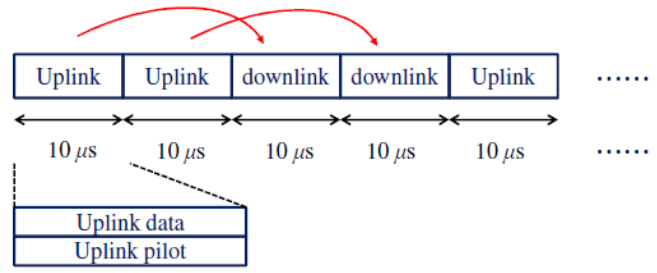 Uplink Uplink downlink downlink Uplink ......
10 μs 10 μs 10 μs 10 μs 10 μs ......
Uplink data
Uplink pilot